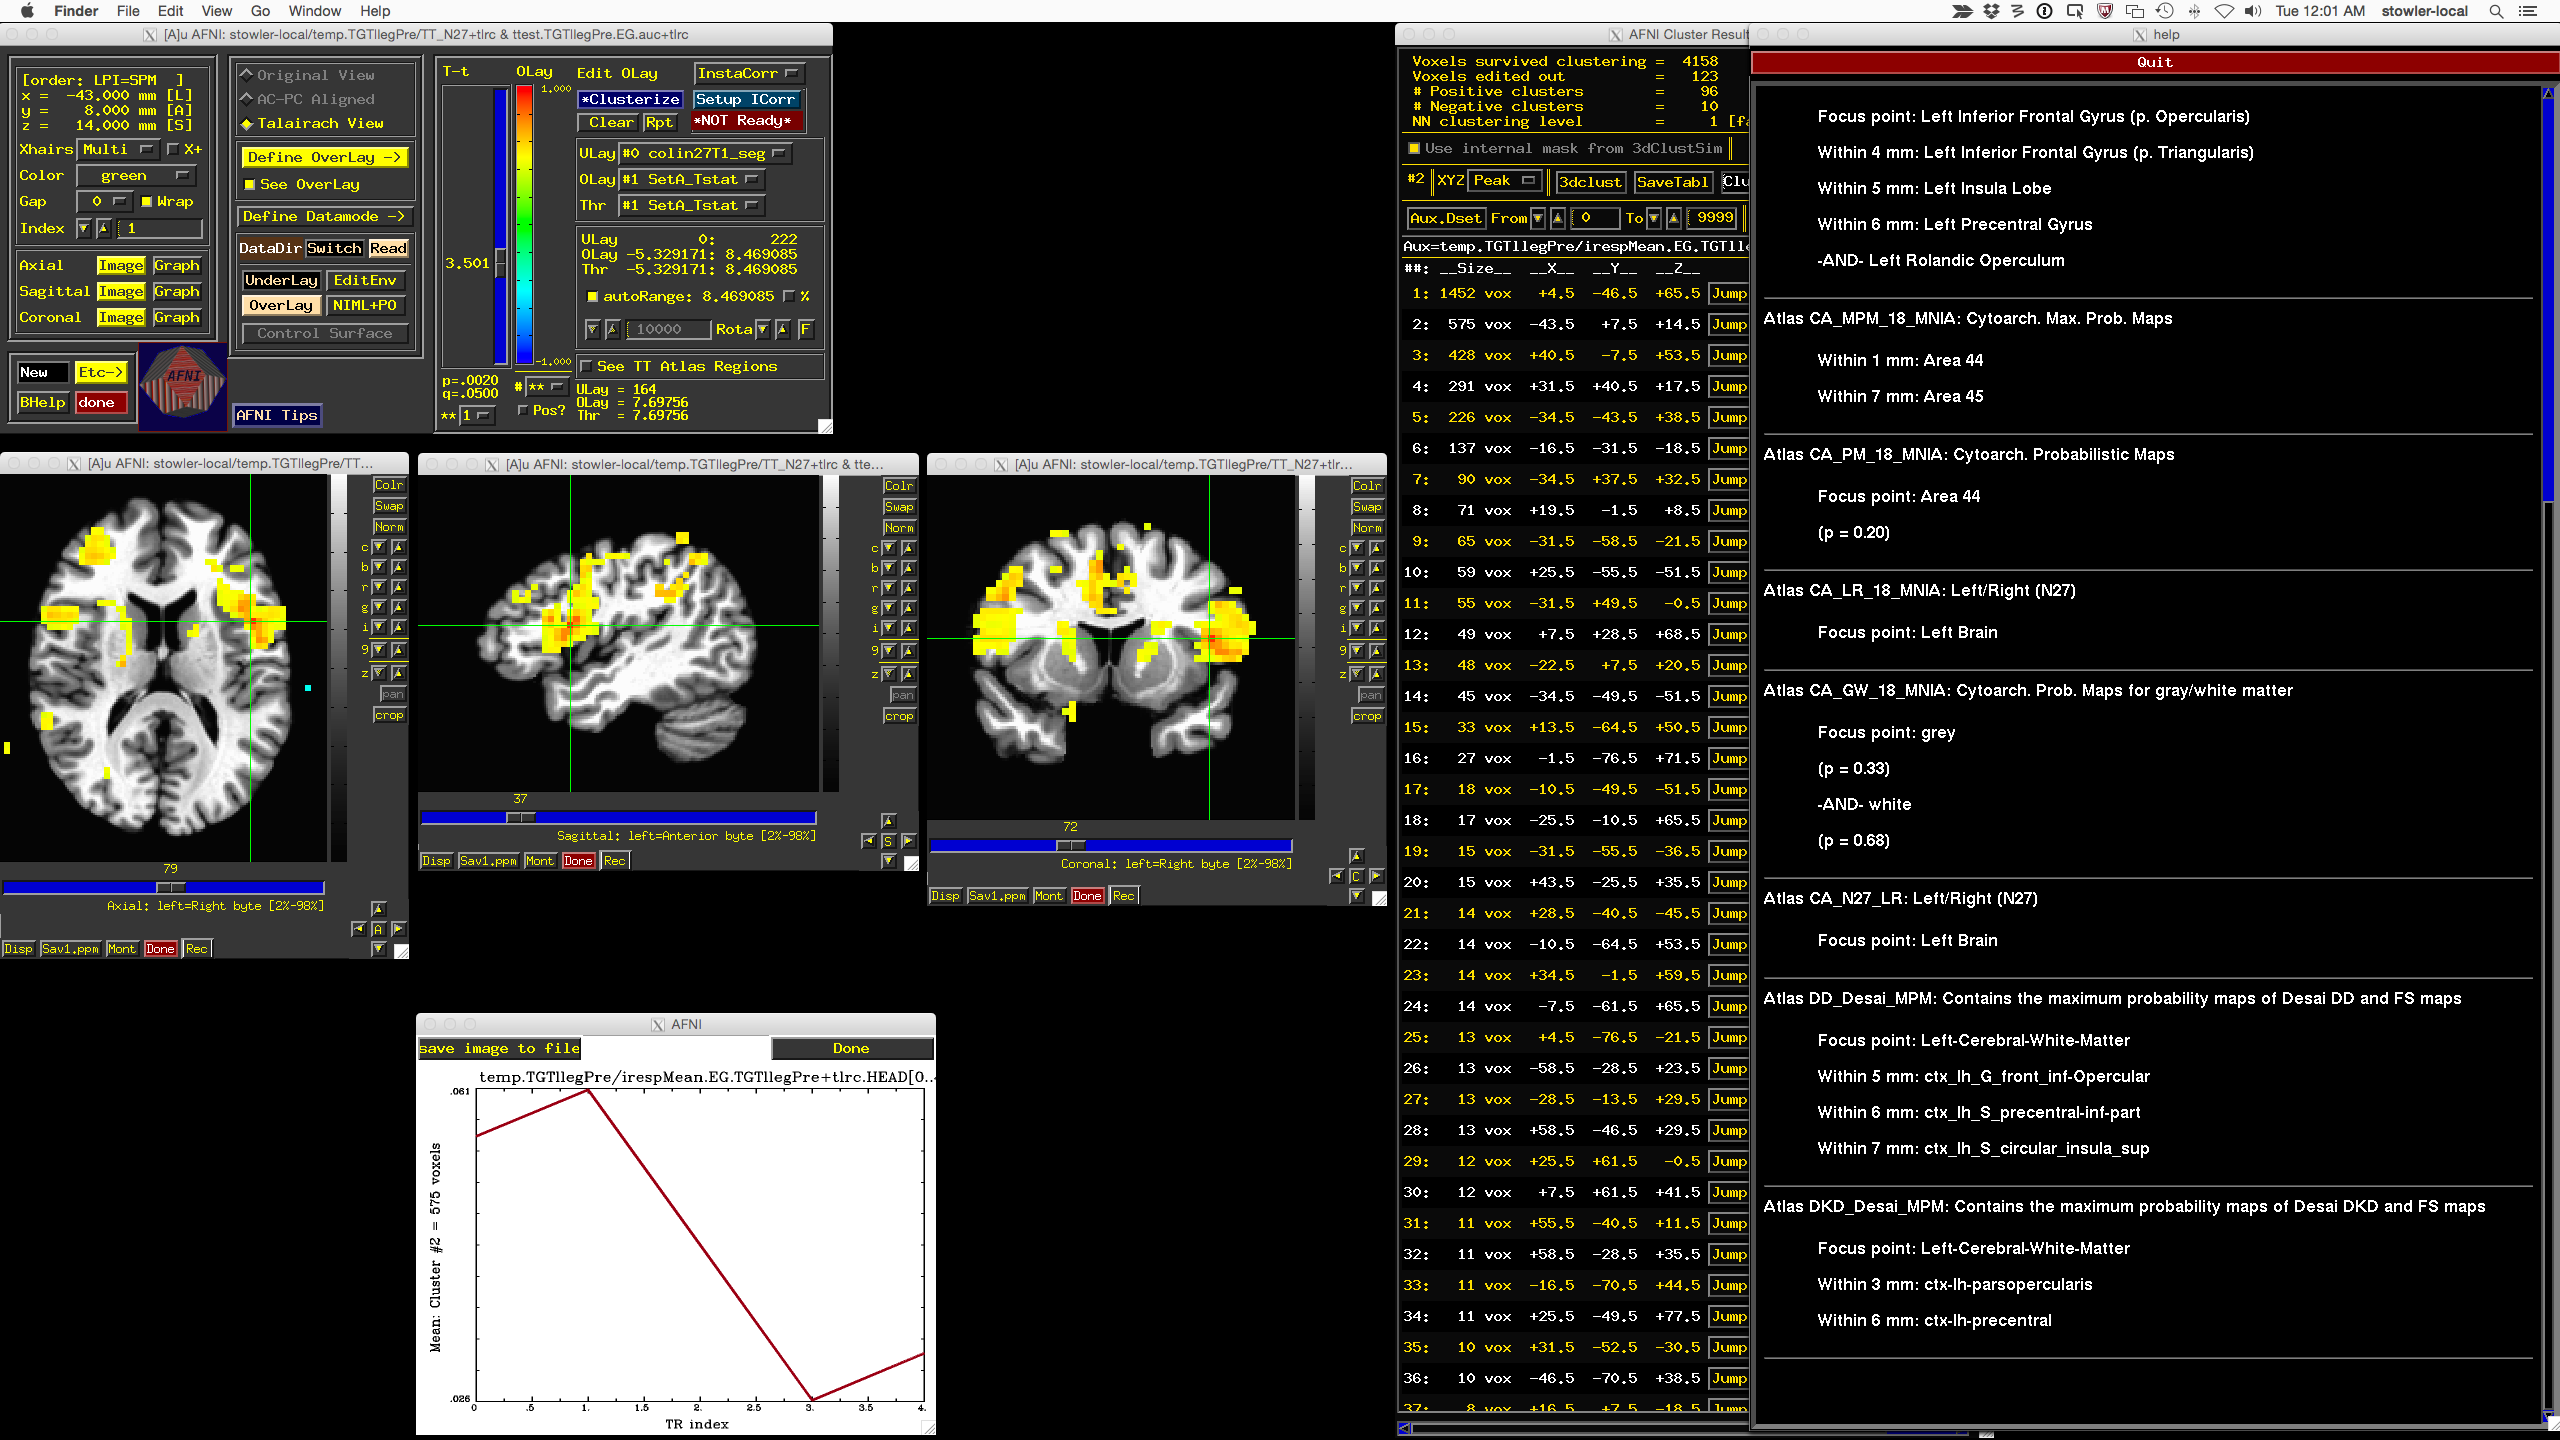 Finder File Edit View Go Window Help
Tue 12:01 AM stowler-local
[A]u AFNI: stowler-local/temp.TGTllegPre/TT_N27+tlrc & ttest.TGTllegPre.EG.auc+tlrc
[order: LPI=SPM ]
x = -43.000 mm [L]
y = 8.000 mm [A]
z = 14.000 mm [S]
Xhairs Multi X+
Color green
Gap 0 Wrap
Index 1
Axial Image Graph
Sagittal Image Graph
Coronal Image Graph
New Etc->
BHelp done
AFNI
Original View
AC-PC Aligned
Talairach View
Define OverLay ->
See OverLay
Define Datamode ->
DataDir Switch Read
UnderLay EditEnv
OverLay NIML+PO
Control Surface
AFNI Tips
T-t
3.501
p=.0020
q=.0500
** 1
OLay
1.000
-1.000
# **
Pos?
Edit OLay InstaCorr
*Clusterize Setup ICorr
Clear Rpt *NOT Ready*
ULay #0 colin27T1_seg
OLay #1 SetA_Tstat
Thr #1 SetA_Tstat
ULay 0: 222
OLay -5.329171: 8.469085
Thr -5.329171: 8.469085
autoRange: 8.469085 %
10000 Rota F
See TT Atlas Regions
ULay = 164
OLay = 7.69756
Thr = 7.69756
[A]u AFNI: stowler-local/temp.TGTllegPre/TT...
Colr
Swap
Norm
c
b
r
g
i
9
z
pan
crop
79
Axial: left=Right byte [2%-98%]
A
Disp Sav1.ppm Mont Done Rec
[A]u AFNI: stowler-local/temp.TGTllegPre/TT_N27+tlrc & tte...
Colr
Swap
Norm
c
b
r
g
i
9
z
pan
crop
37
Sagittal: left=Anterior byte [2%-98%]
S
Disp Sav1.ppm Mont Done Rec
[A]u AFNI: stowler-local/temp.TGTllegPre/TT_N27+tlr...
Colr
Swap
Norm
c
b
r
g
i
9
z
pan
crop
72
Coronal: left=Right byte [2%-98%]
C
Disp Sav1.ppm Mont Done Rec
AFNI
save image to file Done
temp.TGTllegPre/irespMean.EG.TGTllegPre+tlrc.HEAD[0..
.061
Mean: Cluster #2 = 575 voxels
.026
0 .5 1. 1.5 2. 2.5 3. 3.5 4.
TR index
AFNI Cluster Result
Voxels survived clustering = 4158
Voxels edited out = 123
# Positive clusters = 96
# Negative clusters = 10
NN clustering level = 1 [fa
Use internal mask from 3dClustSim
#2 XYZ Peak 3dclust SaveTabl Clu
Aux.Dset From 0 To 9999
Aux=temp.TGTllegPre/irespMean.EG.TGTlle
##: __Size__ __X__ __Y__ __Z__
1: 1452 vox +4.5 -46.5 +65.5 Jump
2: 575 vox -43.5 +7.5 +14.5 Jump
3: 428 vox +40.5 -7.5 +53.5 Jump
4: 291 vox +31.5 +40.5 +17.5 Jump
5: 226 vox -34.5 -43.5 +38.5 Jump
6: 137 vox -16.5 -31.5 -18.5 Jump
7: 90 vox -34.5 +37.5 +32.5 Jump
8: 71 vox +19.5 -1.5 +8.5 Jump
9: 65 vox -31.5 -58.5 -21.5 Jump
10: 59 vox +25.5 -55.5 -51.5 Jump
11: 55 vox -31.5 +49.5 -0.5 Jump
12: 49 vox +7.5 +28.5 +68.5 Jump
13: 48 vox -22.5 +7.5 +20.5 Jump
14: 45 vox -34.5 -49.5 -51.5 Jump
15: 33 vox +13.5 -64.5 +50.5 Jump
16: 27 vox -1.5 -76.5 +71.5 Jump
17: 18 vox -10.5 -49.5 -51.5 Jump
18: 17 vox -25.5 -10.5 +65.5 Jump
19: 15 vox -31.5 -55.5 -36.5 Jump
20: 15 vox +43.5 -25.5 +35.5 Jump
21: 14 vox +28.5 -40.5 -45.5 Jump
22: 14 vox -10.5 -64.5 +53.5 Jump
23: 14 vox +34.5 -1.5 +59.5 Jump
24: 14 vox -7.5 -61.5 +65.5 Jump
25: 13 vox +4.5 -76.5 -21.5 Jump
26: 13 vox -58.5 -28.5 +23.5 Jump
27: 13 vox -28.5 -13.5 +29.5 Jump
28: 13 vox +58.5 -46.5 +29.5 Jump
29: 12 vox +25.5 +61.5 -0.5 Jump
30: 12 vox +7.5 +61.5 +41.5 Jump
31: 11 vox +55.5 -40.5 +11.5 Jump
32: 11 vox +58.5 -28.5 +35.5 Jump
33: 11 vox -16.5 -70.5 +44.5 Jump
34: 11 vox +25.5 -49.5 +77.5 Jump
35: 10 vox +31.5 -52.5 -30.5 Jump
36: 10 vox -46.5 -70.5 +38.5 Jump
37: 8 vox +16.5 +7.5 -18.5 Jump
help
Quit
Focus point: Left Inferior Frontal Gyrus (p. Opercularis)
Within 4 mm: Left Inferior Frontal Gyrus (p. Triangularis)
Within 5 mm: Left Insula Lobe
Within 6 mm: Left Precentral Gyrus
-AND- Left Rolandic Operculum
Atlas CA_MPM_18_MNIA: Cytoarch. Max. Prob. Maps
Within 1 mm: Area 44
Within 7 mm: Area 45
Atlas CA_PM_18_MNIA: Cytoarch. Probabilistic Maps
Focus point: Area 44
(p = 0.20)
Atlas CA_LR_18_MNIA: Left/Right (N27)
Focus point: Left Brain
Atlas CA_GW_18_MNIA: Cytoarch. Prob. Maps for gray/white matter
Focus point: grey
(p = 0.33)
-AND- white
(p = 0.68)
Atlas CA_N27_LR: Left/Right (N27)
Focus point: Left Brain
Atlas DD_Desai_MPM: Contains the maximum probability maps of Desai DD and FS maps
Focus point: Left-Cerebral-White-Matter
Within 5 mm: ctx_lh_G_front_inf-Opercular
Within 6 mm: ctx_lh_S_precentral-inf-part
Within 7 mm: ctx_lh_S_circular_insula_sup
Atlas DKD_Desai_MPM: Contains the maximum probability maps of Desai DKD and FS maps
Focus point: Left-Cerebral-White-Matter
Within 3 mm: ctx-lh-parsopercularis
Within 6 mm: ctx-lh-precentral